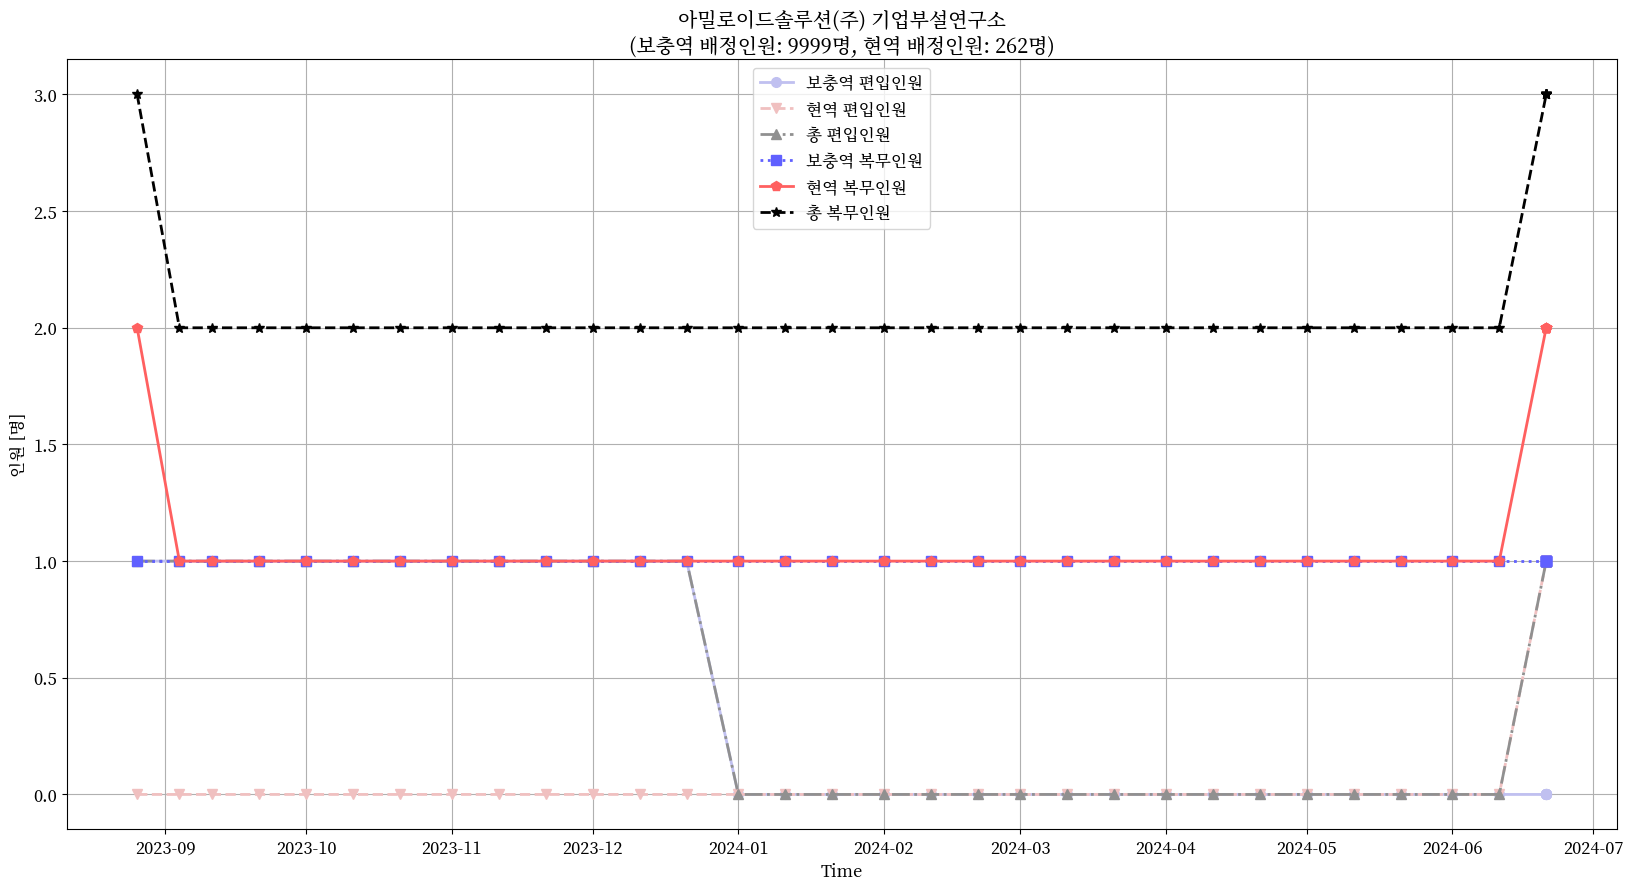 아밀로이드솔루션(주) 기업부설연구소
(보충역 배정인원: 9999명, 현역 배정인원: 262명)
보충역 편입인원
현역 편입인원
총 편입인원
보충역 복무인원
현역 복무인원
총 복무인원
인원 [명]
3.0
2.5
2.0
1.5
1.0
0.5
0.0
2023-09 2023-10 2023-11 2023-12 2024-01 2024-02 2024-03 2024-04 2024-05 2024-06 2024-07
Time